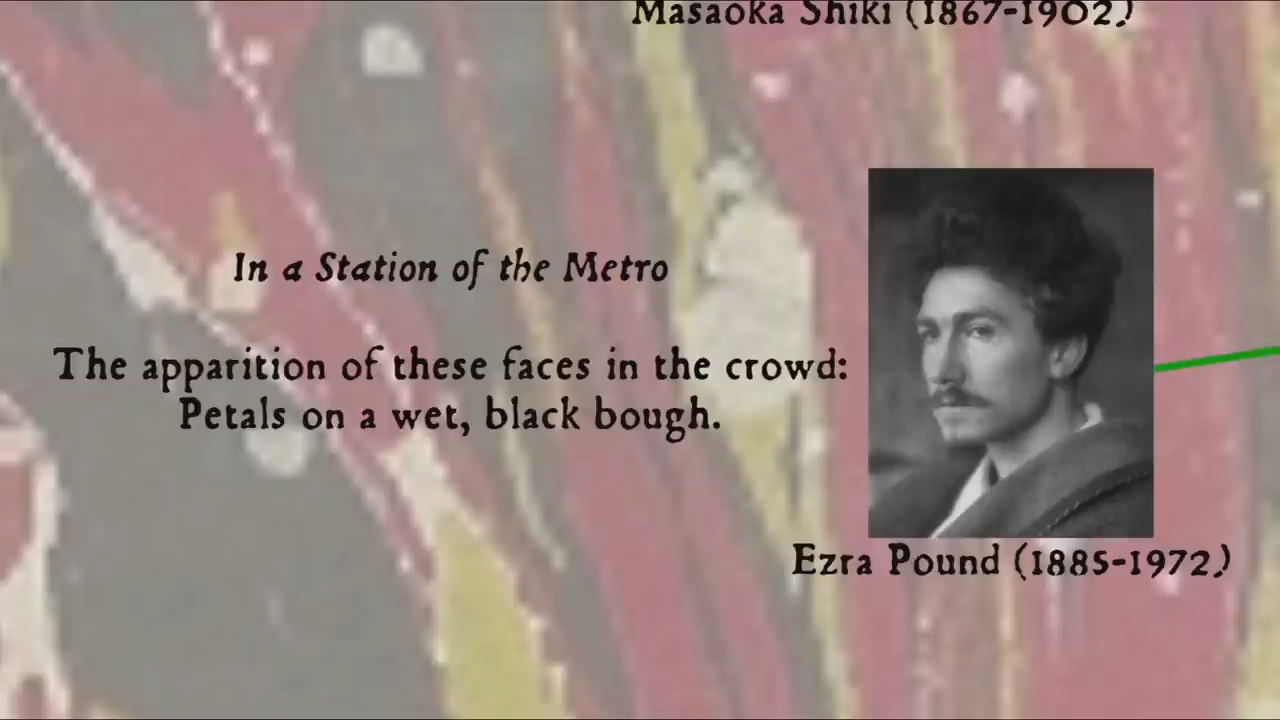 Masaoka Shiki (1867-1902)
In a Station of the Metro
The apparition of these faces in the crowd:
Petals on a wet, black bough.
Ezra Pound (1885-1972)